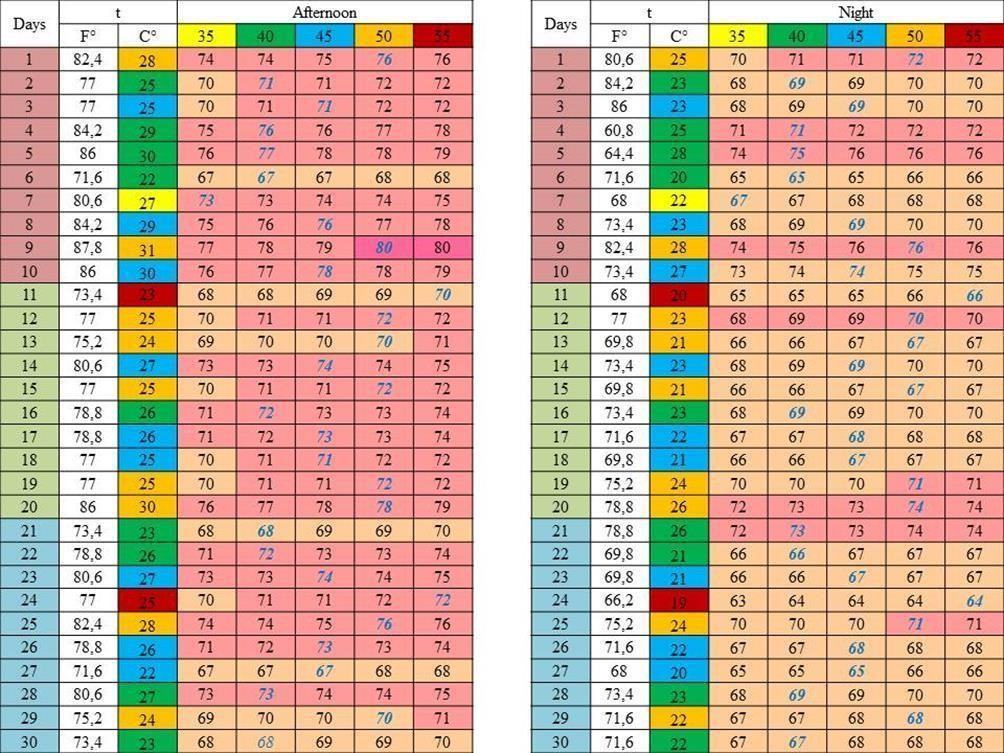 Days t Afternoon Days t Night
F° C° 35 40 45 50 55 F° C° 35 40 45 50 55
1 82,4 28 74 74 75 76 76 1 80,6 25 70 71 71 72 72
2 77 25 70 71 71 72 72 2 84,2 23 68 69 69 70 70
3 77 25 70 71 71 72 72 3 86 23 68 69 69 70 70
4 84,2 29 75 76 76 77 78 4 60,8 25 71 71 72 72 72
5 86 30 76 77 78 78 79 5 64,4 28 74 75 76 76 76
6 71,6 22 67 67 67 68 68 6 71,6 20 65 65 65 66 66
7 80,6 27 73 73 74 74 75 7 68 22 67 67 68 68 68
8 84,2 29 75 76 76 77 78 8 73,4 23 68 69 69 70 70
9 87,8 31 77 78 79 80 80 9 82,4 28 74 75 76 76 76
10 86 30 76 77 78 78 79 10 73,4 27 73 74 74 75 75
11 73,4 23 68 68 69 69 70 11 68 20 65 65 65 66 66
12 77 25 70 71 71 72 72 12 77 23 68 69 69 70 70
13 75,2 24 69 70 70 70 71 13 69,8 21 66 66 67 67 67
14 80,6 27 73 73 74 74 75 14 73,4 23 68 69 69 70 70
15 77 25 70 71 71 72 72 15 69,8 21 66 66 67 67 67
16 78,8 26 71 72 73 73 74 16 73,4 23 68 69 69 70 70
17 78,8 26 71 72 73 73 74 17 71,6 22 67 67 68 68 68
18 77 25 70 71 71 72 72 18 69,8 21 66 66 67 67 67
19 77 25 70 71 71 72 72 19 75,2 24 70 70 70 71 71
20 86 30 76 77 78 78 79 20 78,8 26 72 73 73 74 74
21 73,4 23 68 68 69 69 70 21 78,8 26 72 73 73 74 74
22 78,8 26 71 72 73 73 74 22 69,8 21 66 66 67 67 67
23 80,6 27 73 73 74 74 75 23 69,8 21 66 66 67 67 67
24 77 25 70 71 71 72 72 24 66,2 19 63 64 64 64 64
25 82,4 28 74 74 75 76 76 25 75,2 24 70 70 70 71 71
26 78,8 26 71 72 73 73 74 26 71,6 22 67 67 68 68 68
27 71,6 22 67 67 67 68 68 27 68 20 65 65 65 66 66
28 80,6 27 73 73 74 74 75 28 73,4 23 68 69 69 70 70
29 75,2 24 69 70 70 70 71 29 71,6 22 67 67 68 68 68
30 73,4 23 68 68 69 69 70 30 71,6 22 67 67 68 68 68